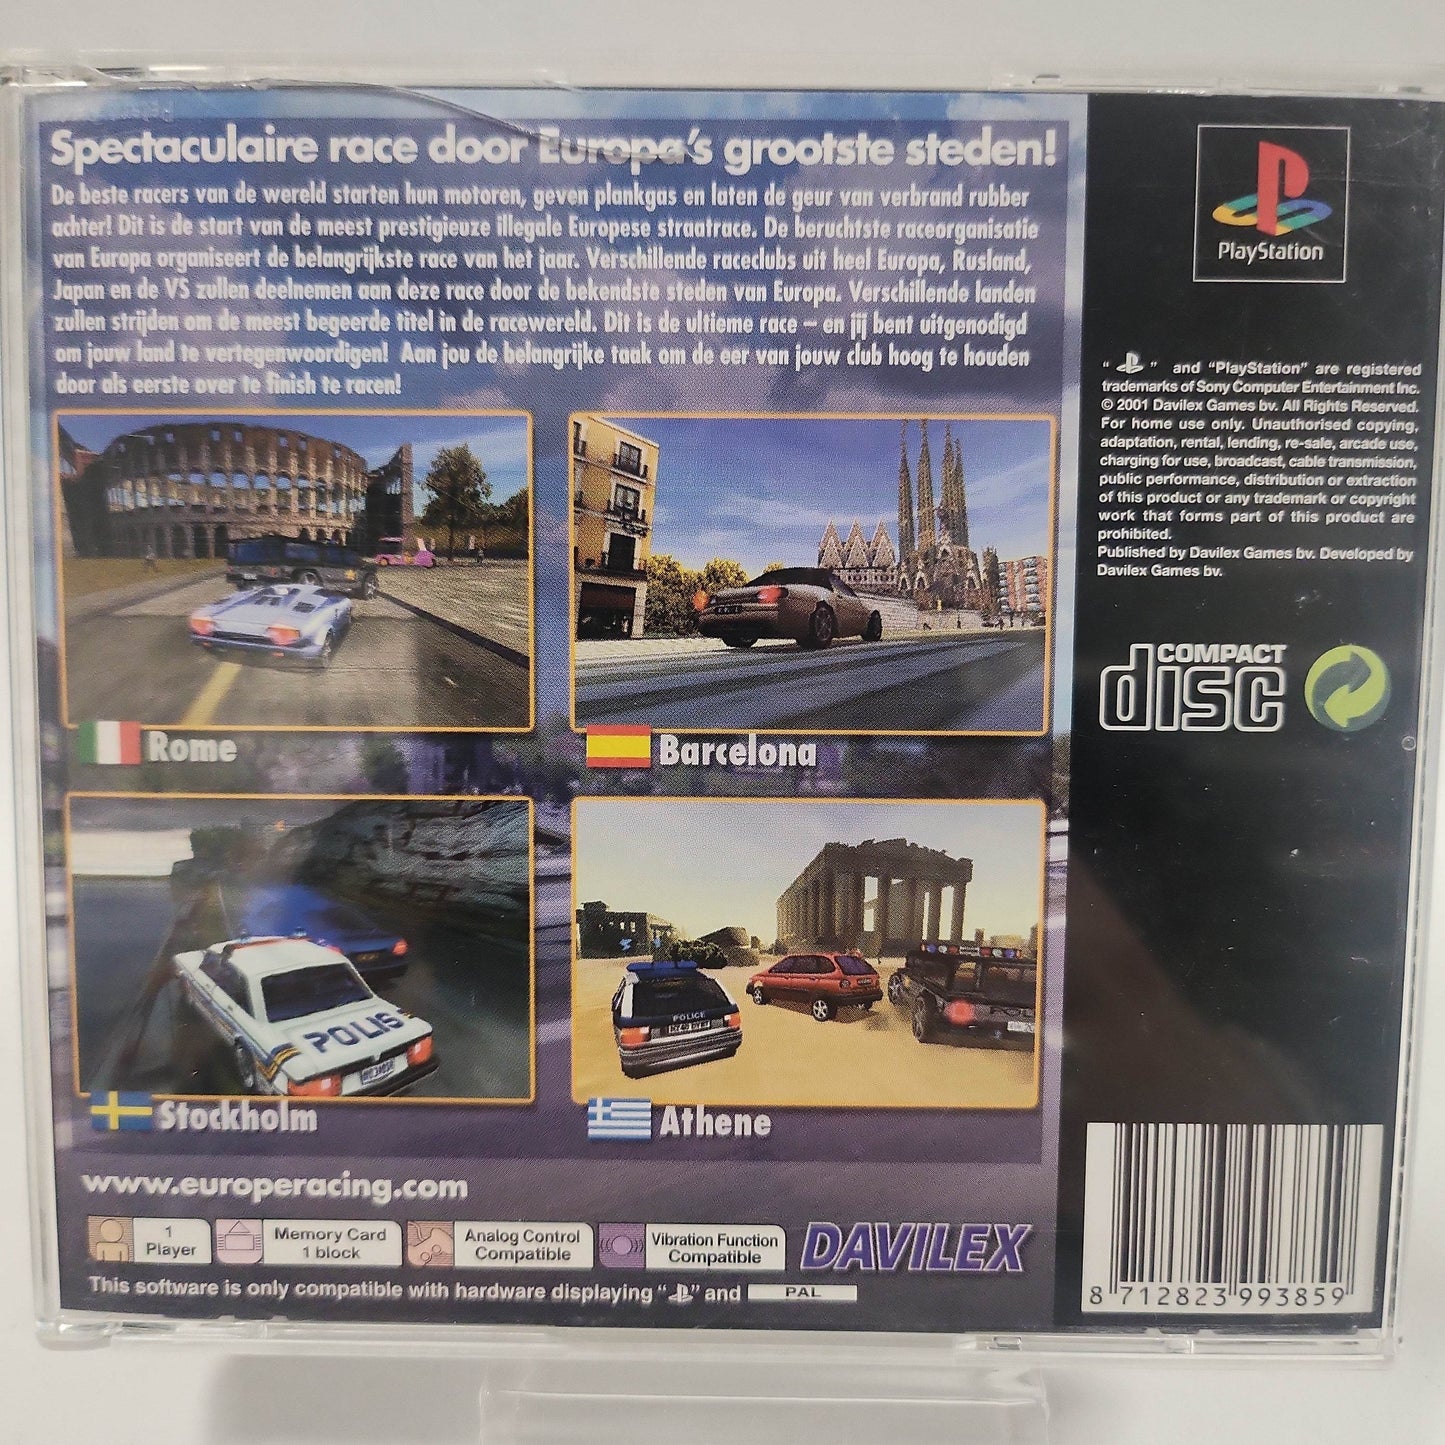 Spectaculaire race door Europa's grootste steden!
De beste racers van de wereld starten hun motoren, geven plankgas en laten de geur van verbrand rubber
achter! Dit is de start van de meest prestigieuze illegale Europese straatrace. De beruchtste raceorganisatie
van Europa organiseert de belangrijkste race van het jaar. Verschillende raceclubs uit heel Europa, Rusland,
Japan en de VS zullen deelnemen aan deze race door de bekendste steden van Europa. Verschillende landen
zullen strijden om de meest begeerde titel in de racewereld. Dit is de ultieme race – en jij bent uitgenodigd
om jouw land te vertegenwoordigen! Aan jou de belangrijke taak om de eer van jouw club hoog te houden
door als eerste over te finish te racen!
Rome
Barcelona
POLIS
Stockholm
POLICE
Athene
www.europeracing.com
1
Player
Memory Card
1 block
Analog Control
Compatible
Vibration Function
Compatible
DAVILEX
This software is only compatible with hardware displaying " " and PAL
PlayStation
" " and "PlayStation" are registered
trademarks of Sony Computer Entertainment Inc.
© 2001 Davilex Games bv. All Rights Reserved.
For home use only. Unauthorised copying,
adaptation, rental, lending, re-sale, arcade use,
charging for use, broadcast, cable transmission,
public performance, distribution or extraction
of this product or any trademark or copyright
work that forms part of this product are
prohibited.
Published by Davilex Games bv. Developed by
Davilex Games bv.
COMPACT
disc
8 712823 993859